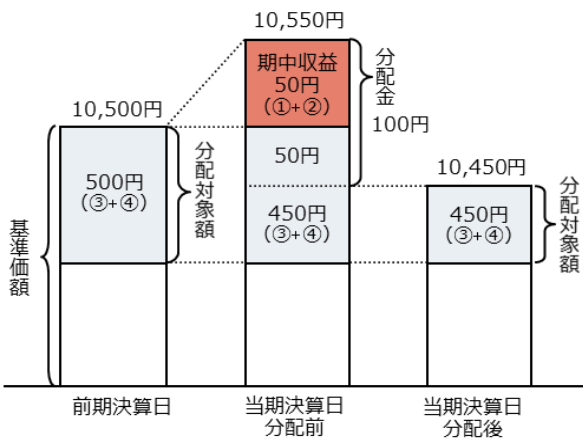 10,550円
期中収益
50円
(①+②)
分配金
100円
10,500円
500円
(③+④)
分配対象額
50円
450円
(③+④)
10,450円
450円
(③+④)
分配対象額
基準価額
前期決算日
当期決算日
分配前
当期決算日
分配後